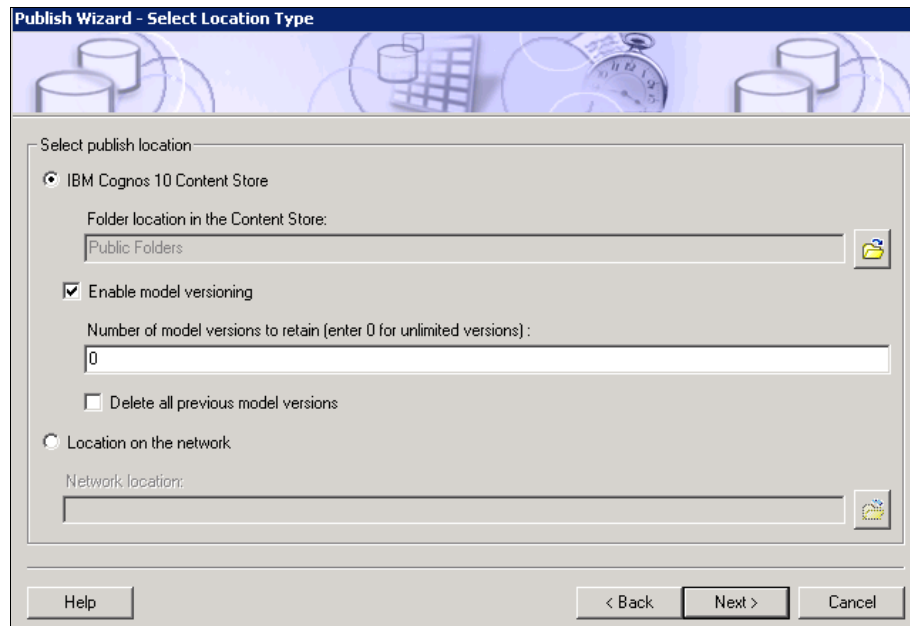 Publish Wizard - Select Location Type
Select publish location
IBM Cognos 10 Content Store
Folder location in the Content Store:
Public Folders
Enable model versioning
Number of model versions to retain (enter 0 for unlimited versions) :
0
Delete all previous model versions
Location on the network
Network location:
Help
< Back
Next >
Cancel